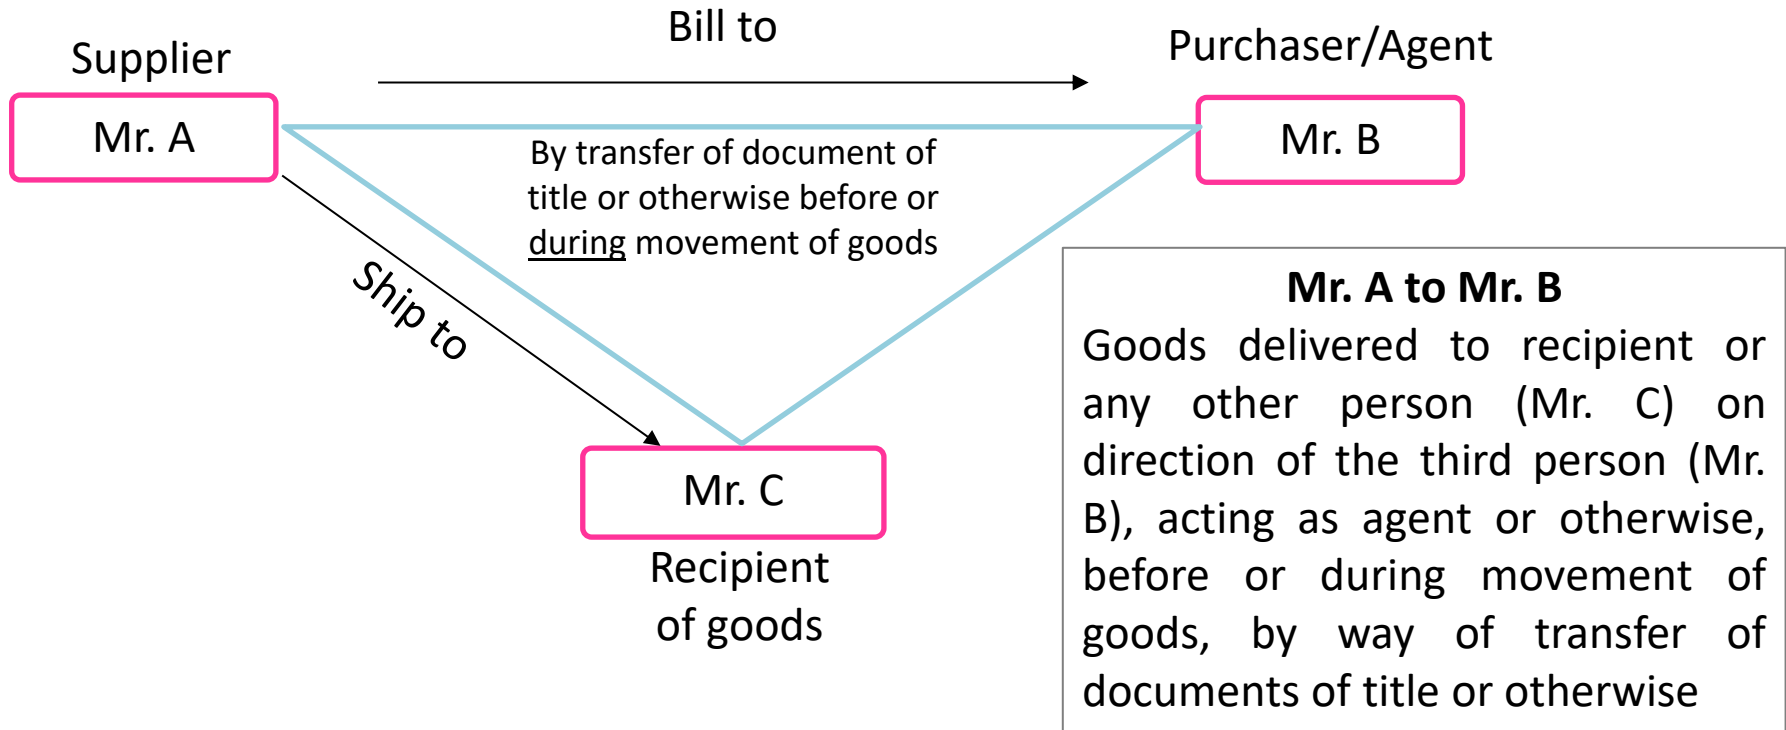 Bill to
Supplier
Purchaser/Agent
Mr. A
Mr. B
By transfer of document of
title or otherwise before or
during movement of goods
Ship to
Mr. C
Recipient
of goods
Mr. A to Mr. B
Goods delivered to recipient or
any other person (Mr. C) on
direction of the third person (Mr.
B), acting as agent or otherwise,
before or during movement of
goods, by way of transfer of
documents of title or otherwise